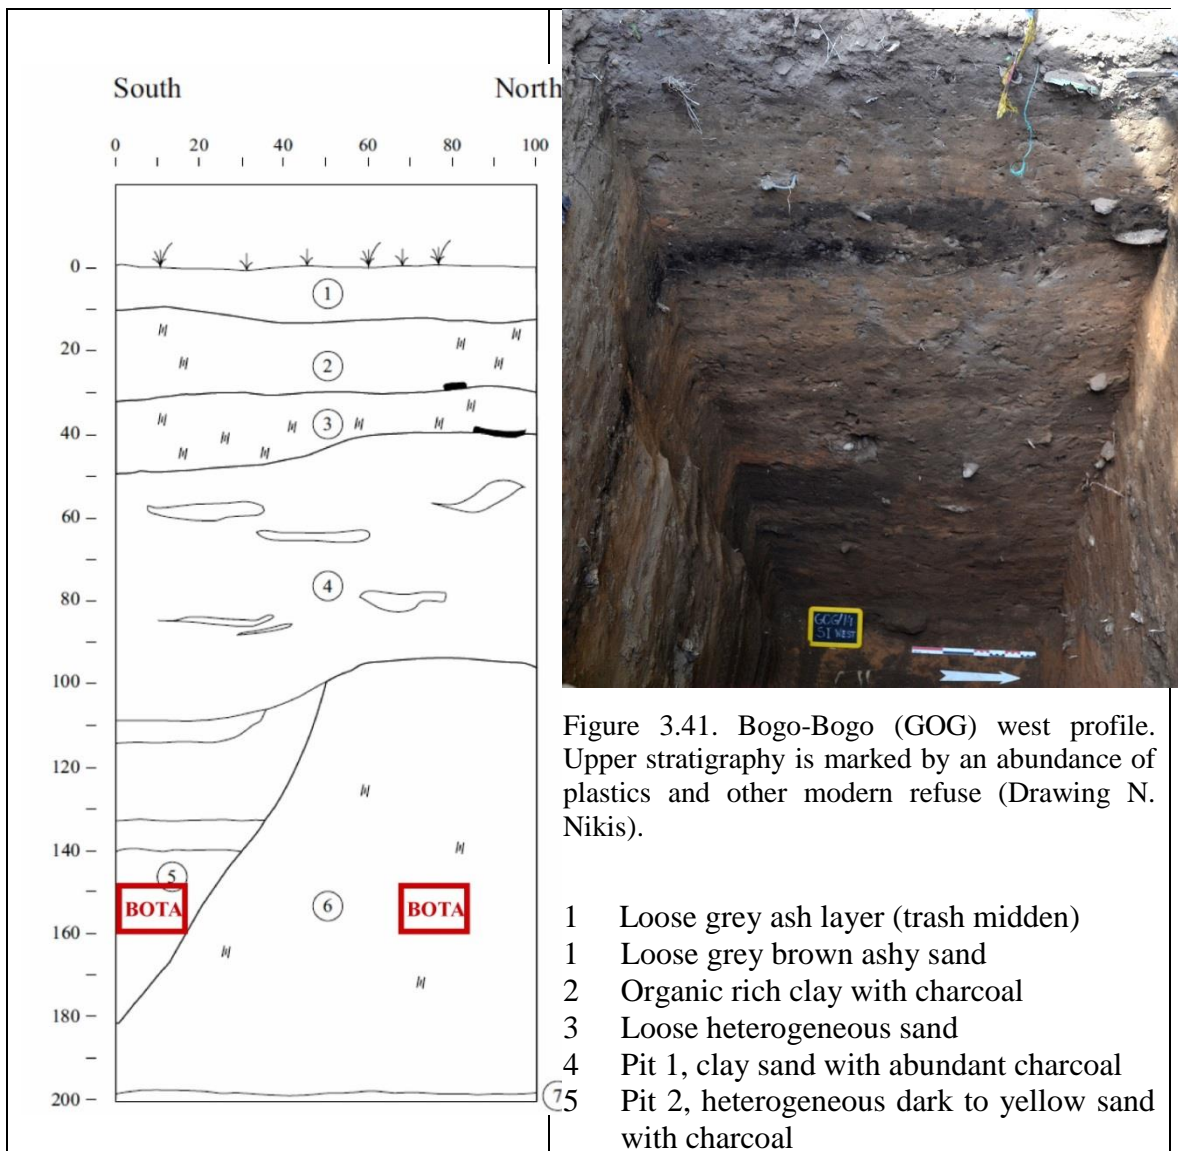 South North
0 20 40 60 80 100
0
1
20
2
3
40
60
4
80
100
120
140
5
BOTA
6
BOTA
160
180
200
7
GOG/19
S1 WEST
Figure 3.41. Bogo-Bogo (GOG) west profile.
Upper stratigraphy is marked by an abundance of
plastics and other modern refuse (Drawing N.
Nikis).
1 Loose grey ash layer (trash midden)
1 Loose grey brown ashy sand
2 Organic rich clay with charcoal
3 Loose heterogeneous sand
4 Pit 1, clay sand with abundant charcoal
5 Pit 2, heterogeneous dark to yellow sand
with charcoal